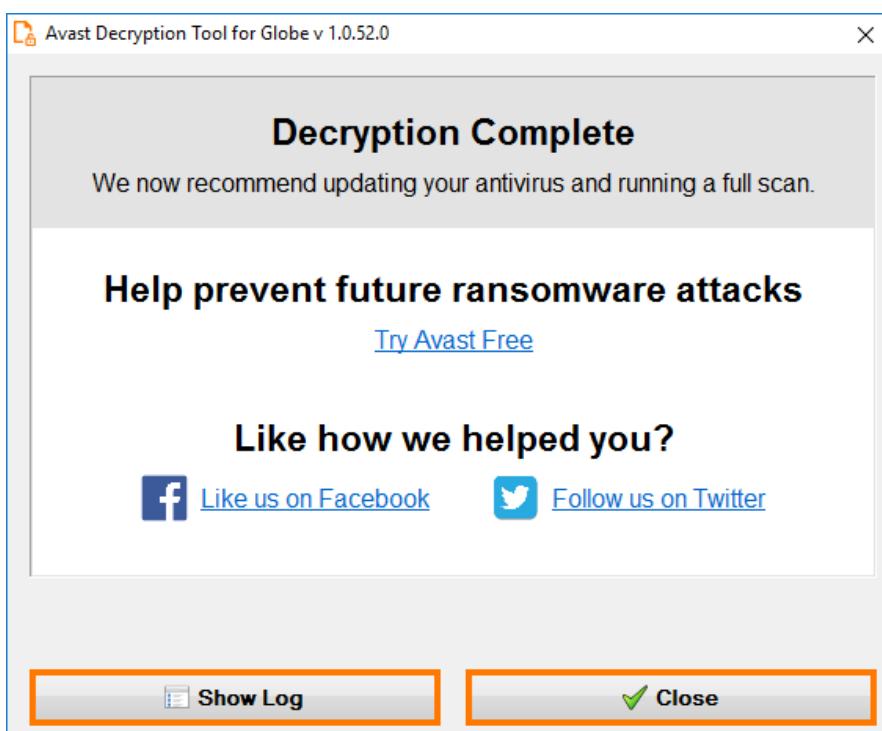 Avast Decryption Tool for Globe v 1.0.52.0
Decryption Complete
We now recommend updating your antivirus and running a full scan.
Help prevent future ransomware attacks
Try Avast Free
Like how we helped you?
Like us on Facebook Follow us on Twitter
Show Log Close